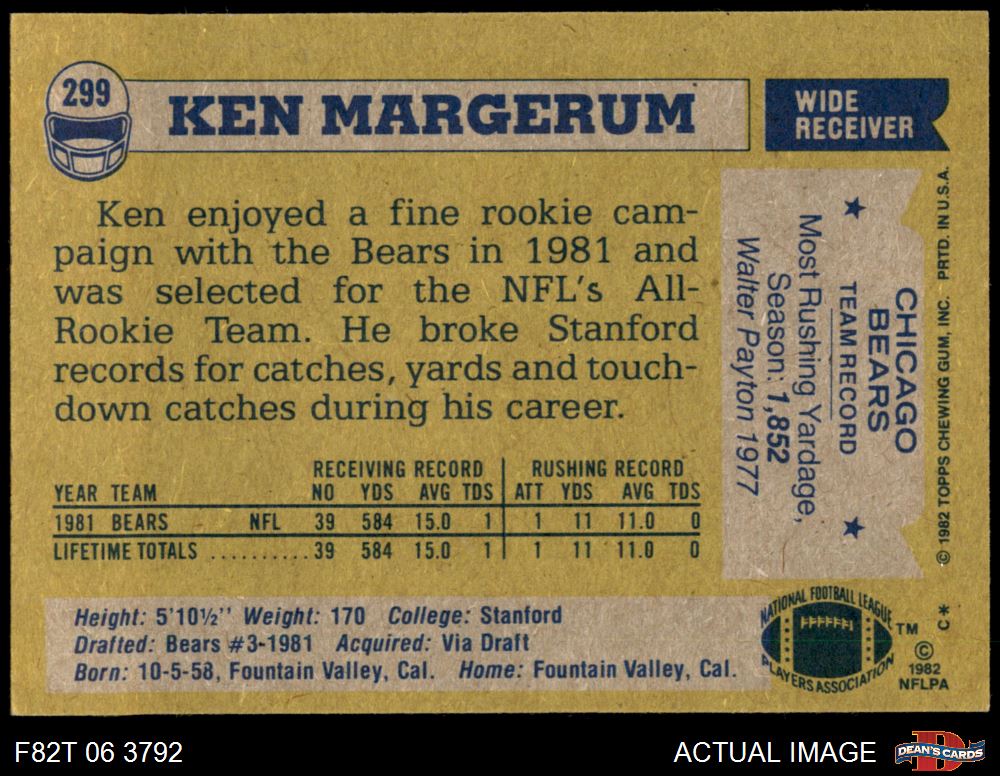 299
KEN MARGERUM
WIDE
RECEIVER
Ken enjoyed a fine rookie cam-
paign with the Bears in 1981 and
was selected for the NFL's All-
Rookie Team. He broke Stanford
records for catches, yards and touch-
down catches during his career.
RECEIVING RECORD RUSHING RECORD
YEAR TEAM NO YDS AVG TDS ATT YDS AVG TDS
1981 BEARS NFL 39 584 15.0 1 1 11 11.0 0
LIFETIME TOTALS .......... 39 584 15.0 1 1 11 11.0 0
Height: 5'10½'' Weight: 170 College: Stanford
Drafted: Bears #3-1981 Acquired: Via Draft
Born: 10-5-58, Fountain Valley, Cal. Home: Fountain Valley, Cal.
CHICAGO
BEARS
★ TEAM RECORD ★
Most Rushing Yardage,
Season: 1,852
Walter Payton 1977
© 1982 TOPPS CHEWING GUM, INC. PRTD. IN U.S.A.
C*
NATIONAL FOOTBALL LEAGUE
PLAYERS ASSOCIATION
TM
©
1982
NFLPA
F82T 06 3792
ACTUAL IMAGE
D
DEAN'S CARDS